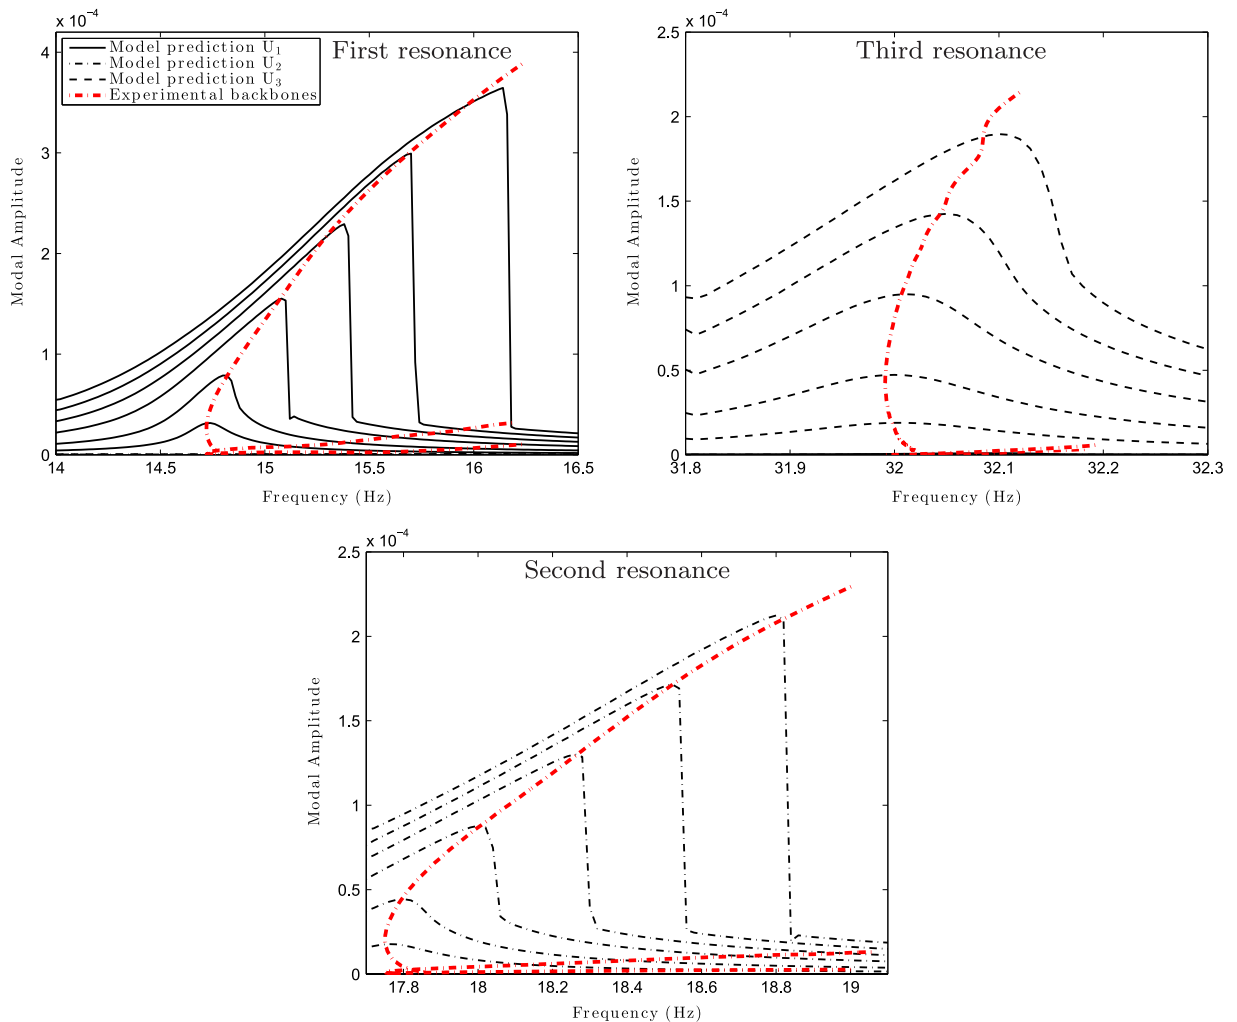 x 10⁻⁴
First resonance
Model prediction U₁
Model prediction U₂
Model prediction U₃
Experimental backbones
Modal Amplitude
4
3
2
1
0
14 14.5 15 15.5 16 16.5
Frequency (Hz)
x 10⁻⁴
Third resonance
Modal Amplitude
2.5
2
1.5
1
0.5
0
31.8 31.9 32 32.1 32.2 32.3
Frequency (Hz)
x 10⁻⁴
Second resonance
Modal Amplitude
2.5
2
1.5
1
0.5
0
17.8 18 18.2 18.4 18.6 18.8 19
Frequency (Hz)